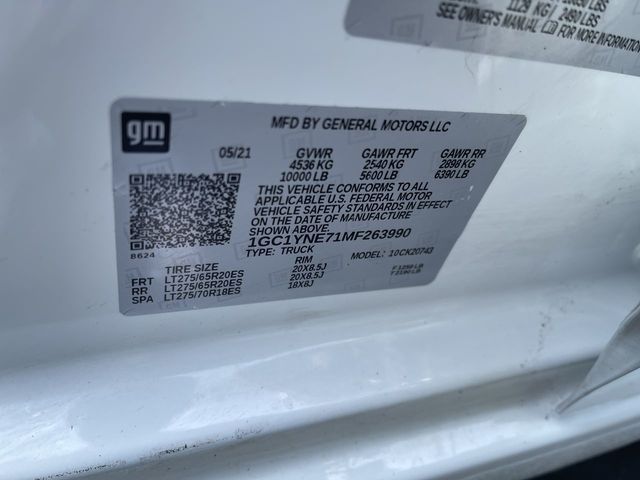 1129 KG / 2490 LBS
SEE OWNER'S MANUAL FOR MORE INFORMATION
gm
MFD BY GENERAL MOTORS LLC
05/21 GVWR GAWR FRT GAWR RR
4536 KG 2540 KG 2898 KG
10000 LB 5600 LB 6390 LB
THIS VEHICLE CONFORMS TO ALL
APPLICABLE U.S. FEDERAL MOTOR
VEHICLE SAFETY STANDARDS IN EFFECT
ON THE DATE OF MANUFACTURE
1GC1YNE71MF263990
8624
TYPE: TRUCK MODEL: 10CK20743
TIRE SIZE RIM
FRT LT275/65R20ES 20X8.5J
RR LT275/65R20ES 20X8.5J
SPA LT275/70R18ES 18X8J